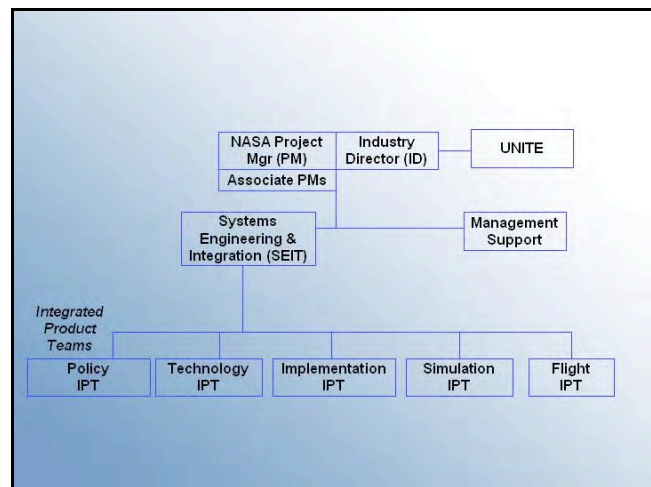 NASA Project
Mgr (PM)
Industry
Director (ID)
UNITE
Associate PMs
Systems
Engineering &
Integration (SEIT)
Management
Support
Integrated
Product
Teams
Policy
IPT
Technology
IPT
Implementation
IPT
Simulation
IPT
Flight
IPT